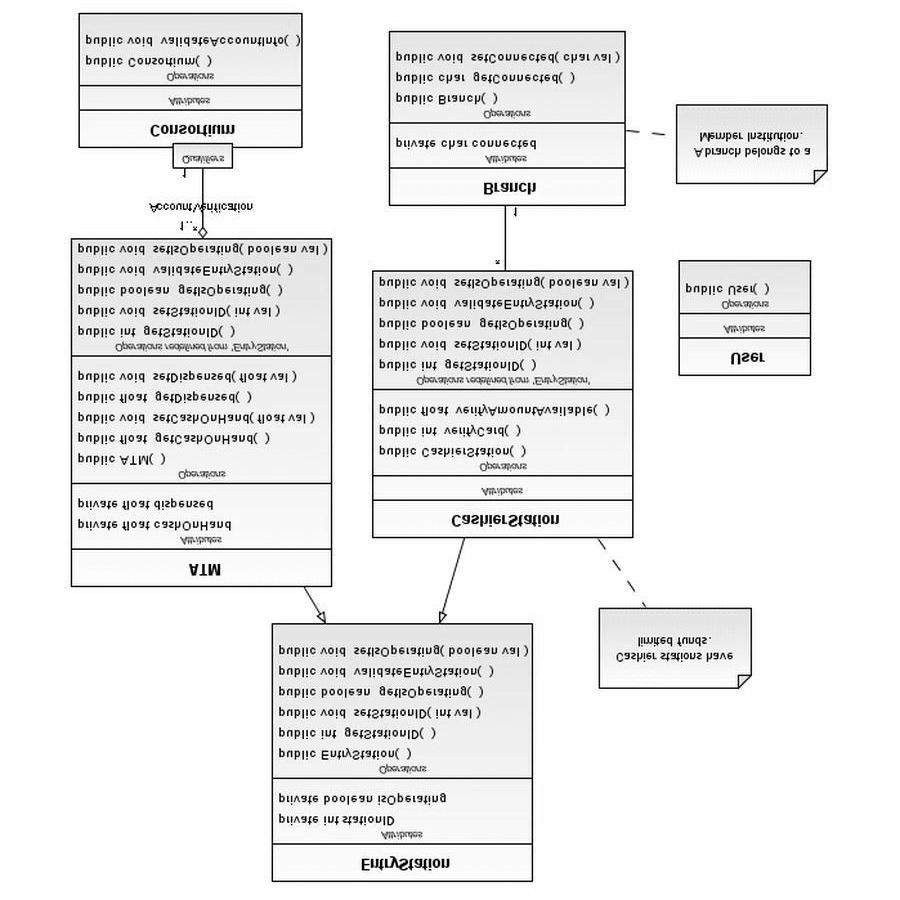 EntryStation
Attributes
private int stationID
private boolean isOperating
Operations
public EntryStation( )
public int getStationID( )
public void setStationID( int val )
public boolean getIsOperating( )
public void validateEntryStation( )
public void setIsOperating( boolean val )
Cashier stations have
limited funds.
ATM
Attributes
private float cashOnHand
private float dispensed
Operations
public ATM( )
public float getCashOnHand( )
public void setCashOnHand( float val )
public float getDispensed( )
public void setDispensed( float val )
Operations redefined from 'EntryStation'
public int getStationID( )
public void setStationID( int val )
public boolean getIsOperating( )
public void validateEntryStation( )
public void setIsOperating( boolean val )
CashierStation
Attributes
Operations
public CashierStation( )
public int verifyCard( )
public float verifyAmountAvailable( )
Operations redefined from 'EntryStation'
public int getStationID( )
public void setStationID( int val )
public boolean getIsOperating( )
public void validateEntryStation( )
public void setIsOperating( boolean val )
User
Attributes
Operations
public User( )
1..*
AccountVerification
1
Qualifiers
Consortium
Attributes
Operations
public Consortium( )
public void validateAccountInfo( )
*
1
Branch
Attributes
private char connected
Operations
public Branch( )
public char getConnected( )
public void setConnected( char val )
A branch belongs to a
Member Institution.